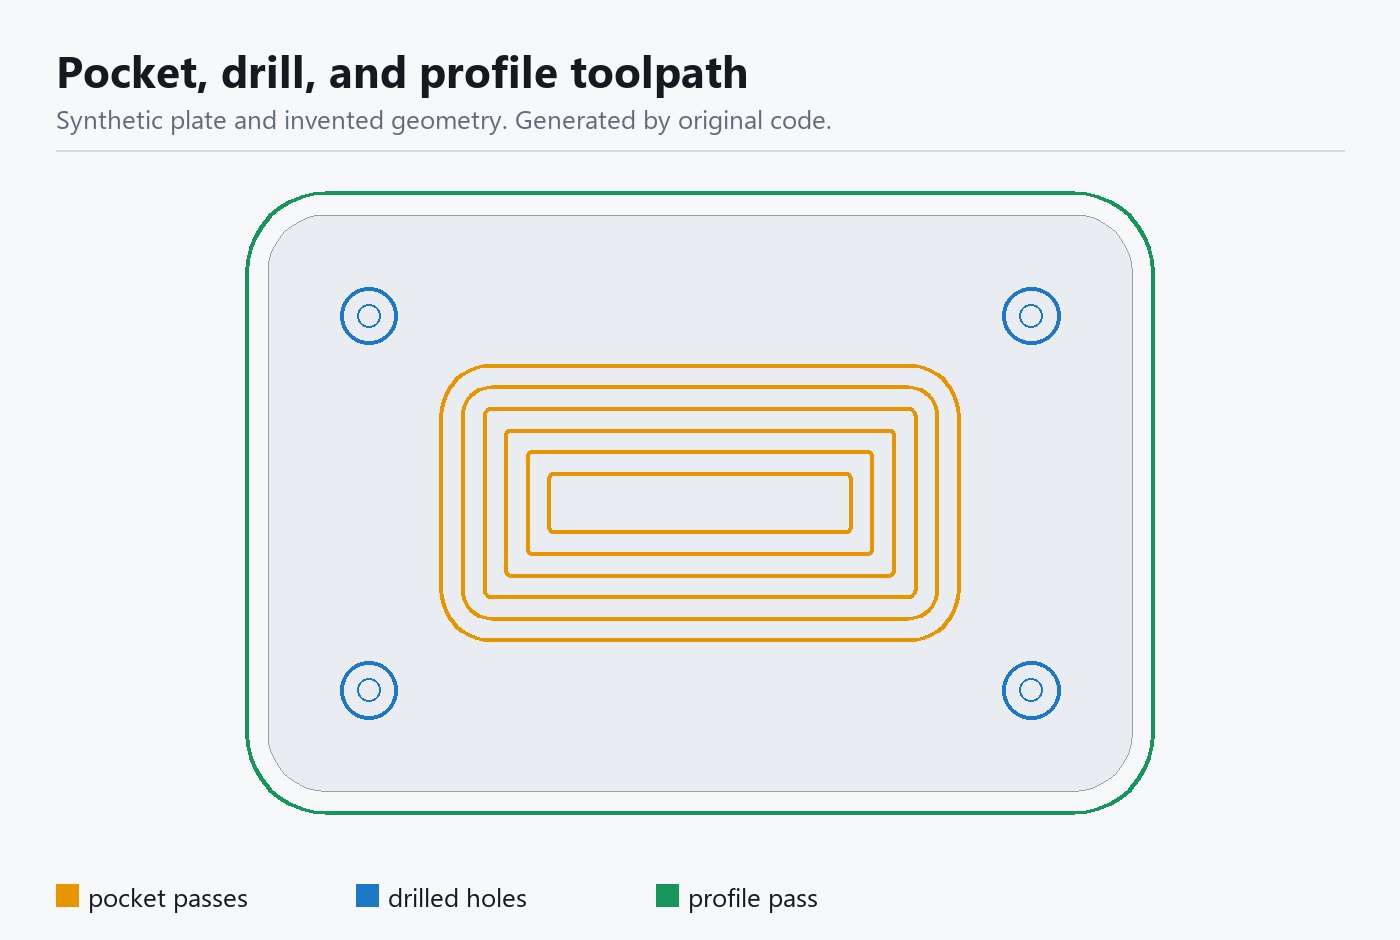 Pocket, drill, and profile toolpath
Synthetic plate and invented geometry. Generated by original code.
pocket passes
drilled holes
profile pass